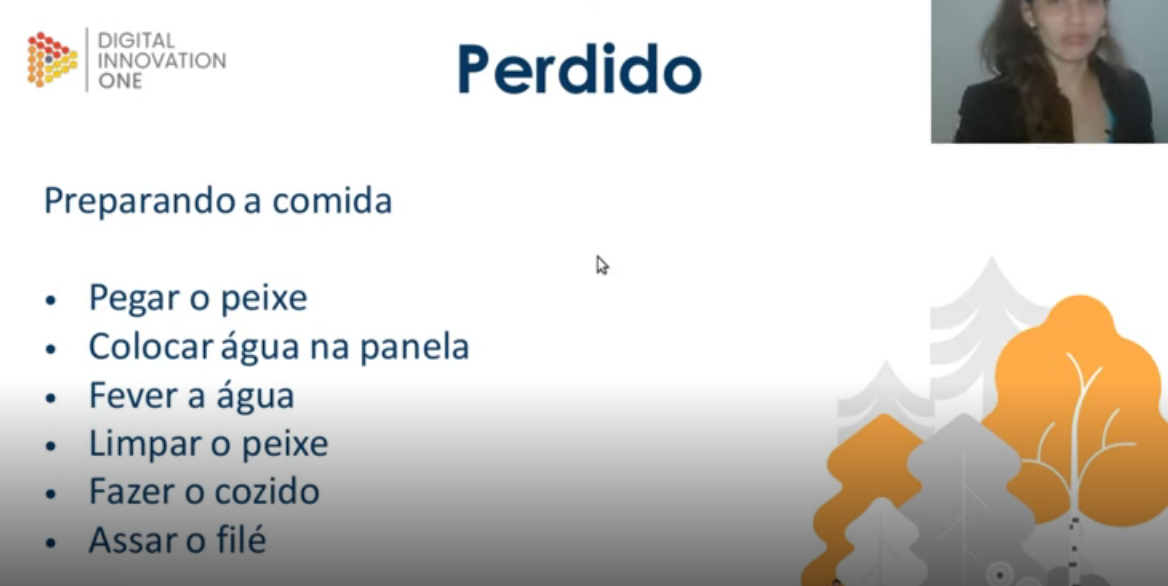 DIGITAL
INNOVATION
ONE
Perdido
Preparando a comida
• Pegar o peixe
• Colocar água na panela
• Fever a água
• Limpar o peixe
• Fazer o cozido
• Assar o filé